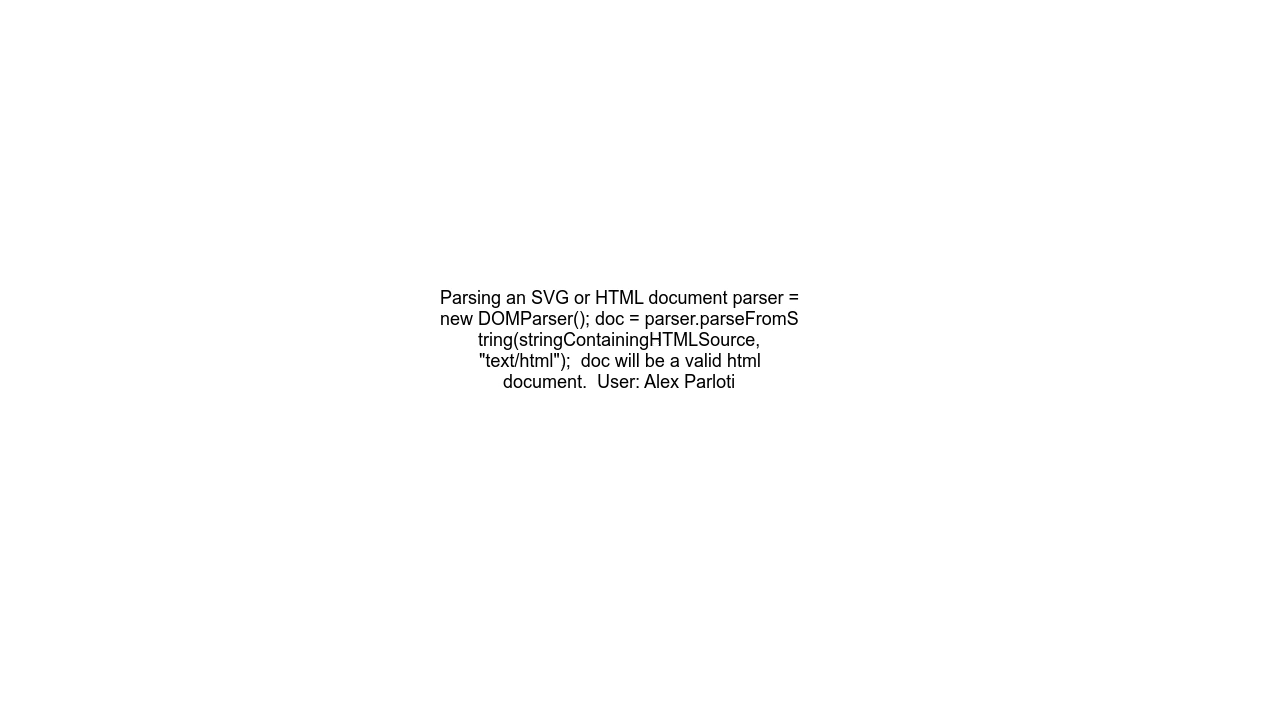 Parsing an SVG or HTML document parser =
new DOMParser(); doc = parser.parseFromS
tring(stringContainingHTMLSource,
"text/html");  doc will be a valid html
document.  User: Alex Parloti